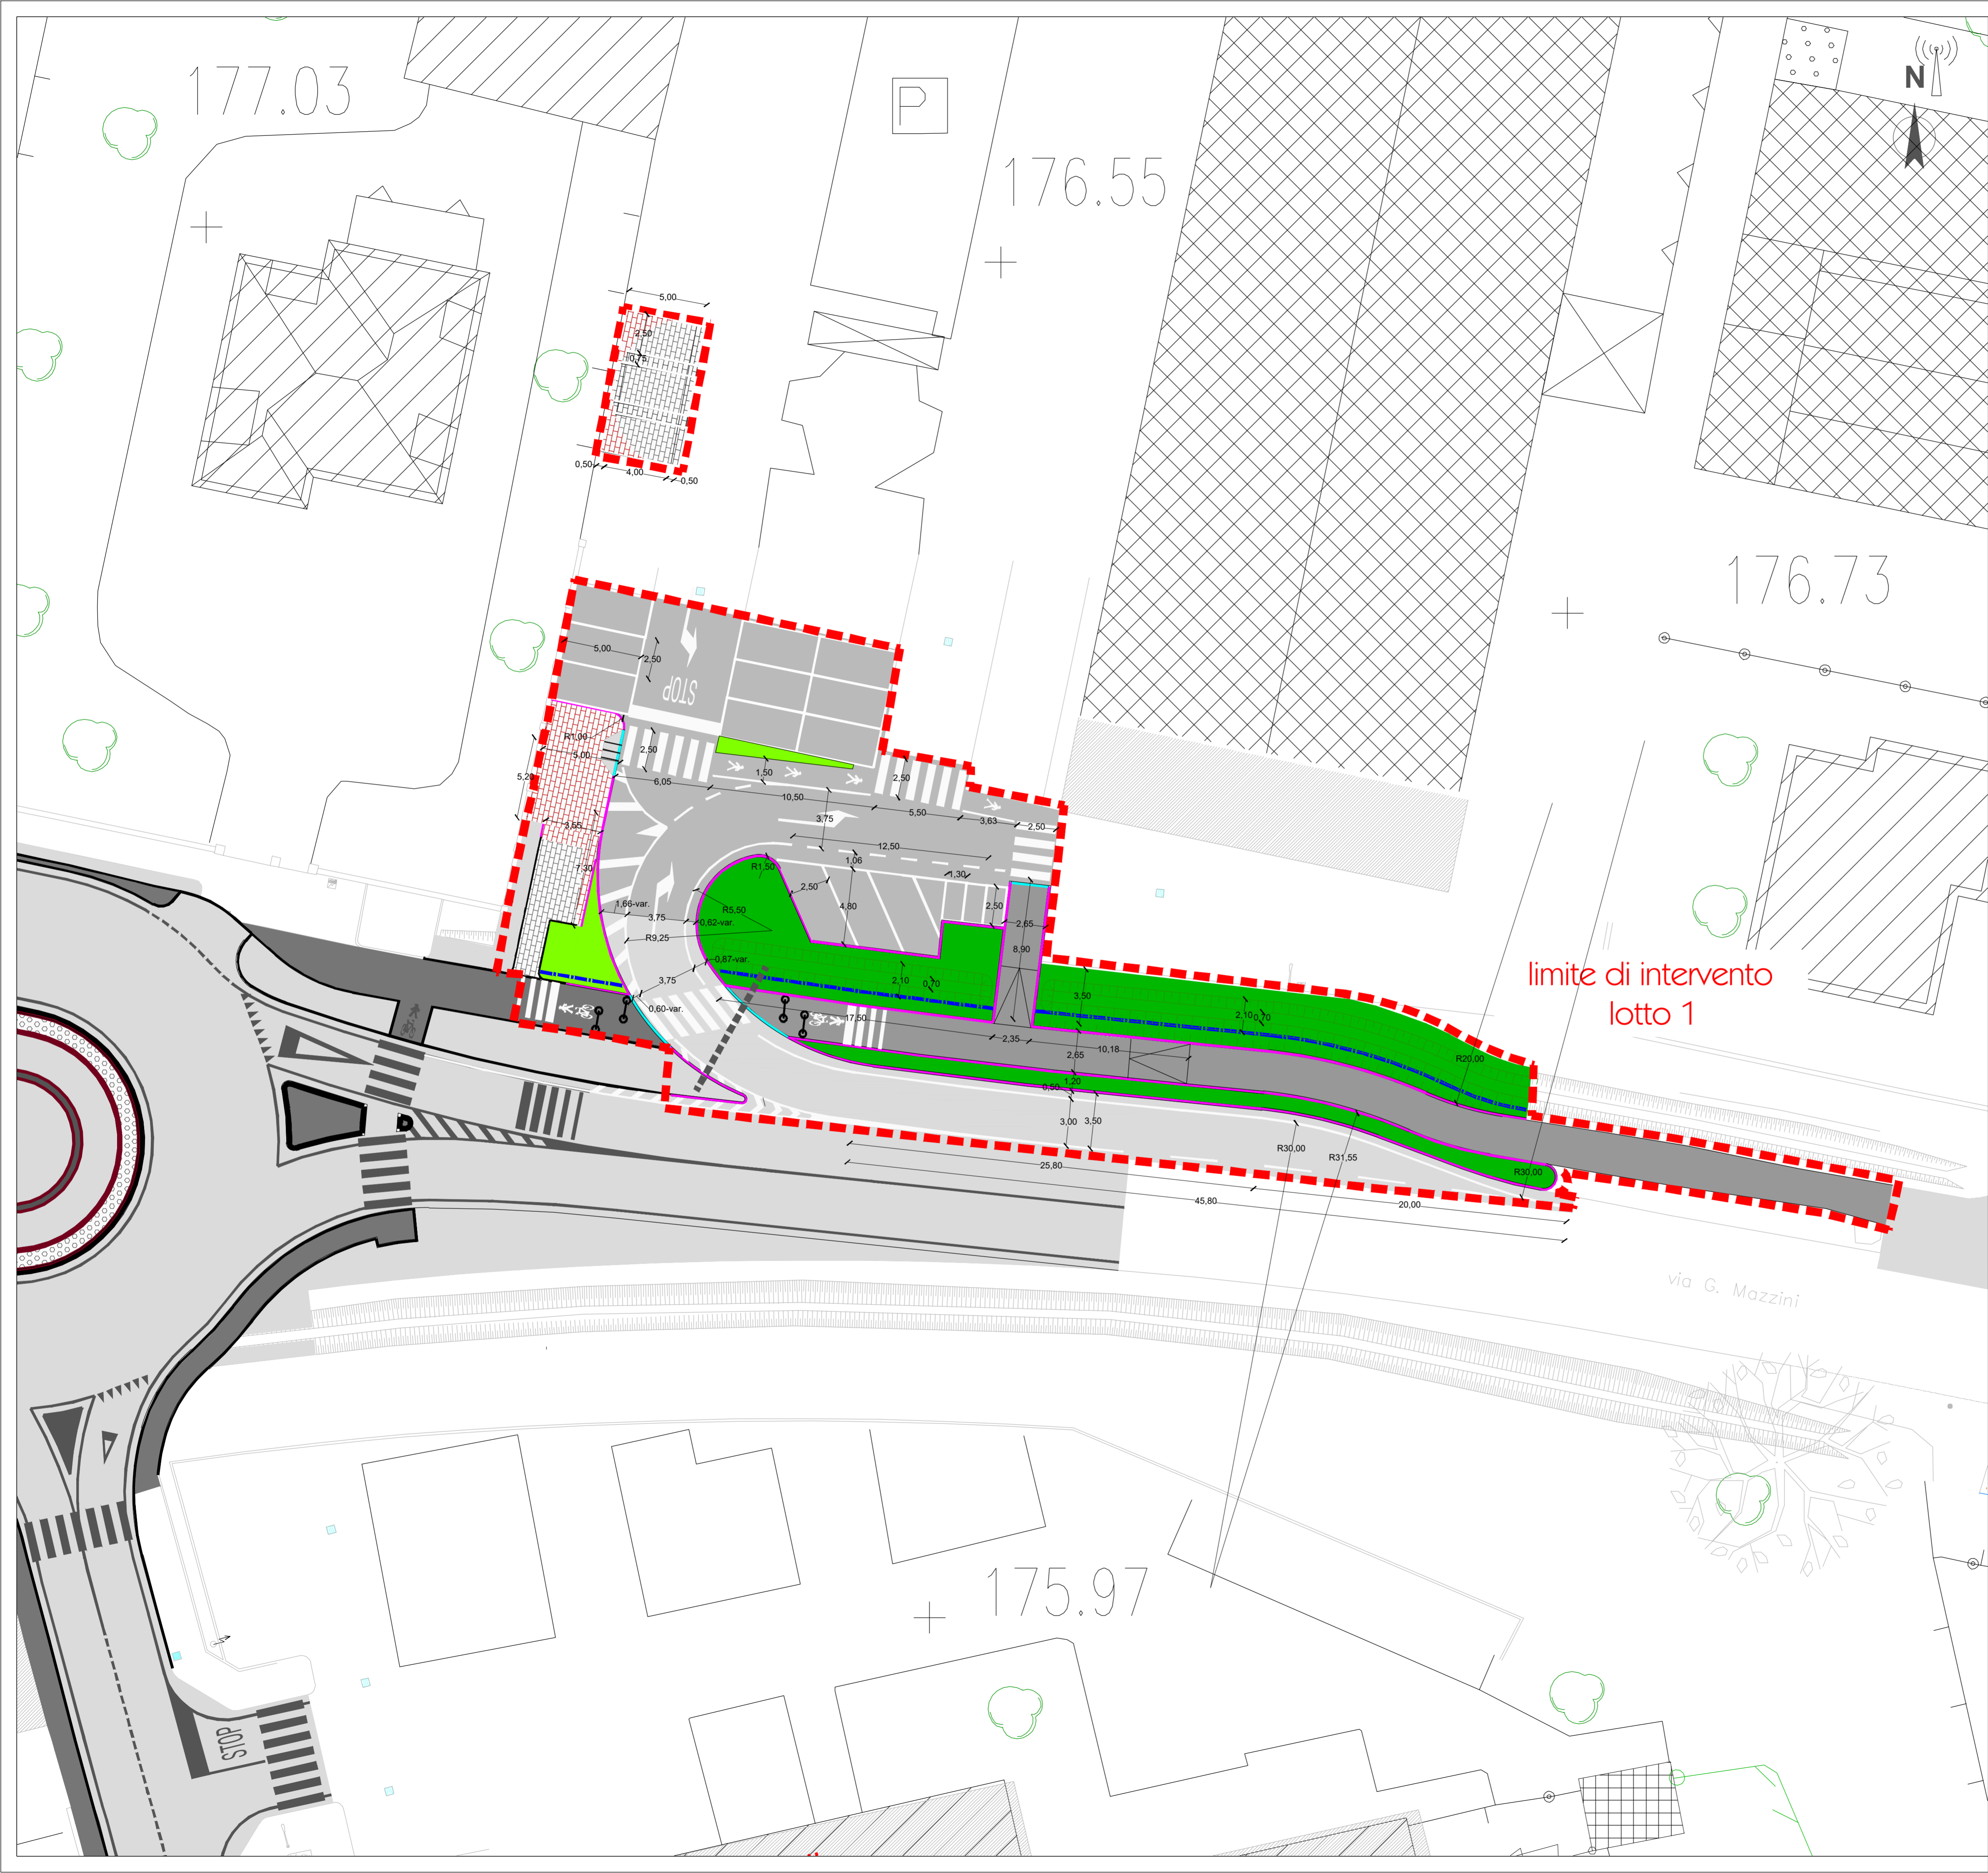 177.03
P
N
176.55
5,00
2,50
0,75
0,50
4,00
0,50
176.73
5,00
2,50
STOP
R1,00
5,00
2,50
5,20
1,50
2,50
6,05
10,50
5,50
3,63
2,50
3,75
3,55
12,50
1,06
7,30
R1,50
1,30
2,50
4,80
2,50
1,66-var.
R5,50
3,75
0,62-var.
2,65
R9,25
8,90
0,87-var.
limite di intervento
lotto 1
3,75
2,10
0,70
3,50
0,60-var.
17,50
2,10
0,70
2,35
10,18
2,65
R20,00
1,20
0,50
3,00
3,50
R30,00
R31,55
R30,00
25,80
45,80
20,00
via G. Mazzini
175.97
STOP